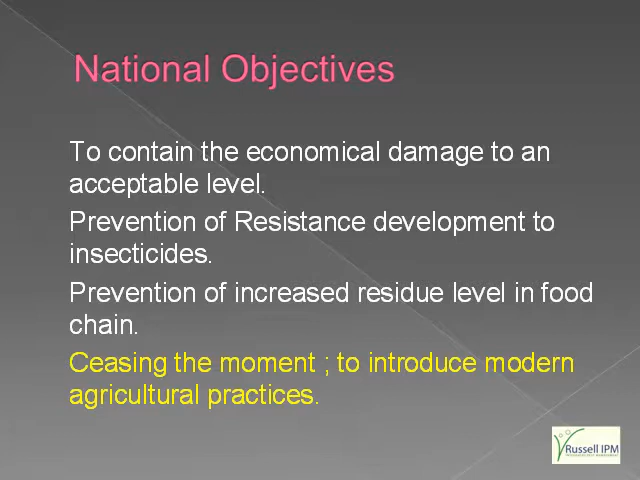 National Objectives
To contain the economical damage to an
acceptable level.
Prevention of Resistance development to
insecticides.
Prevention of increased residue level in food
chain.
Ceasing the moment ; to introduce modern
agricultural practices.
Russell IPM